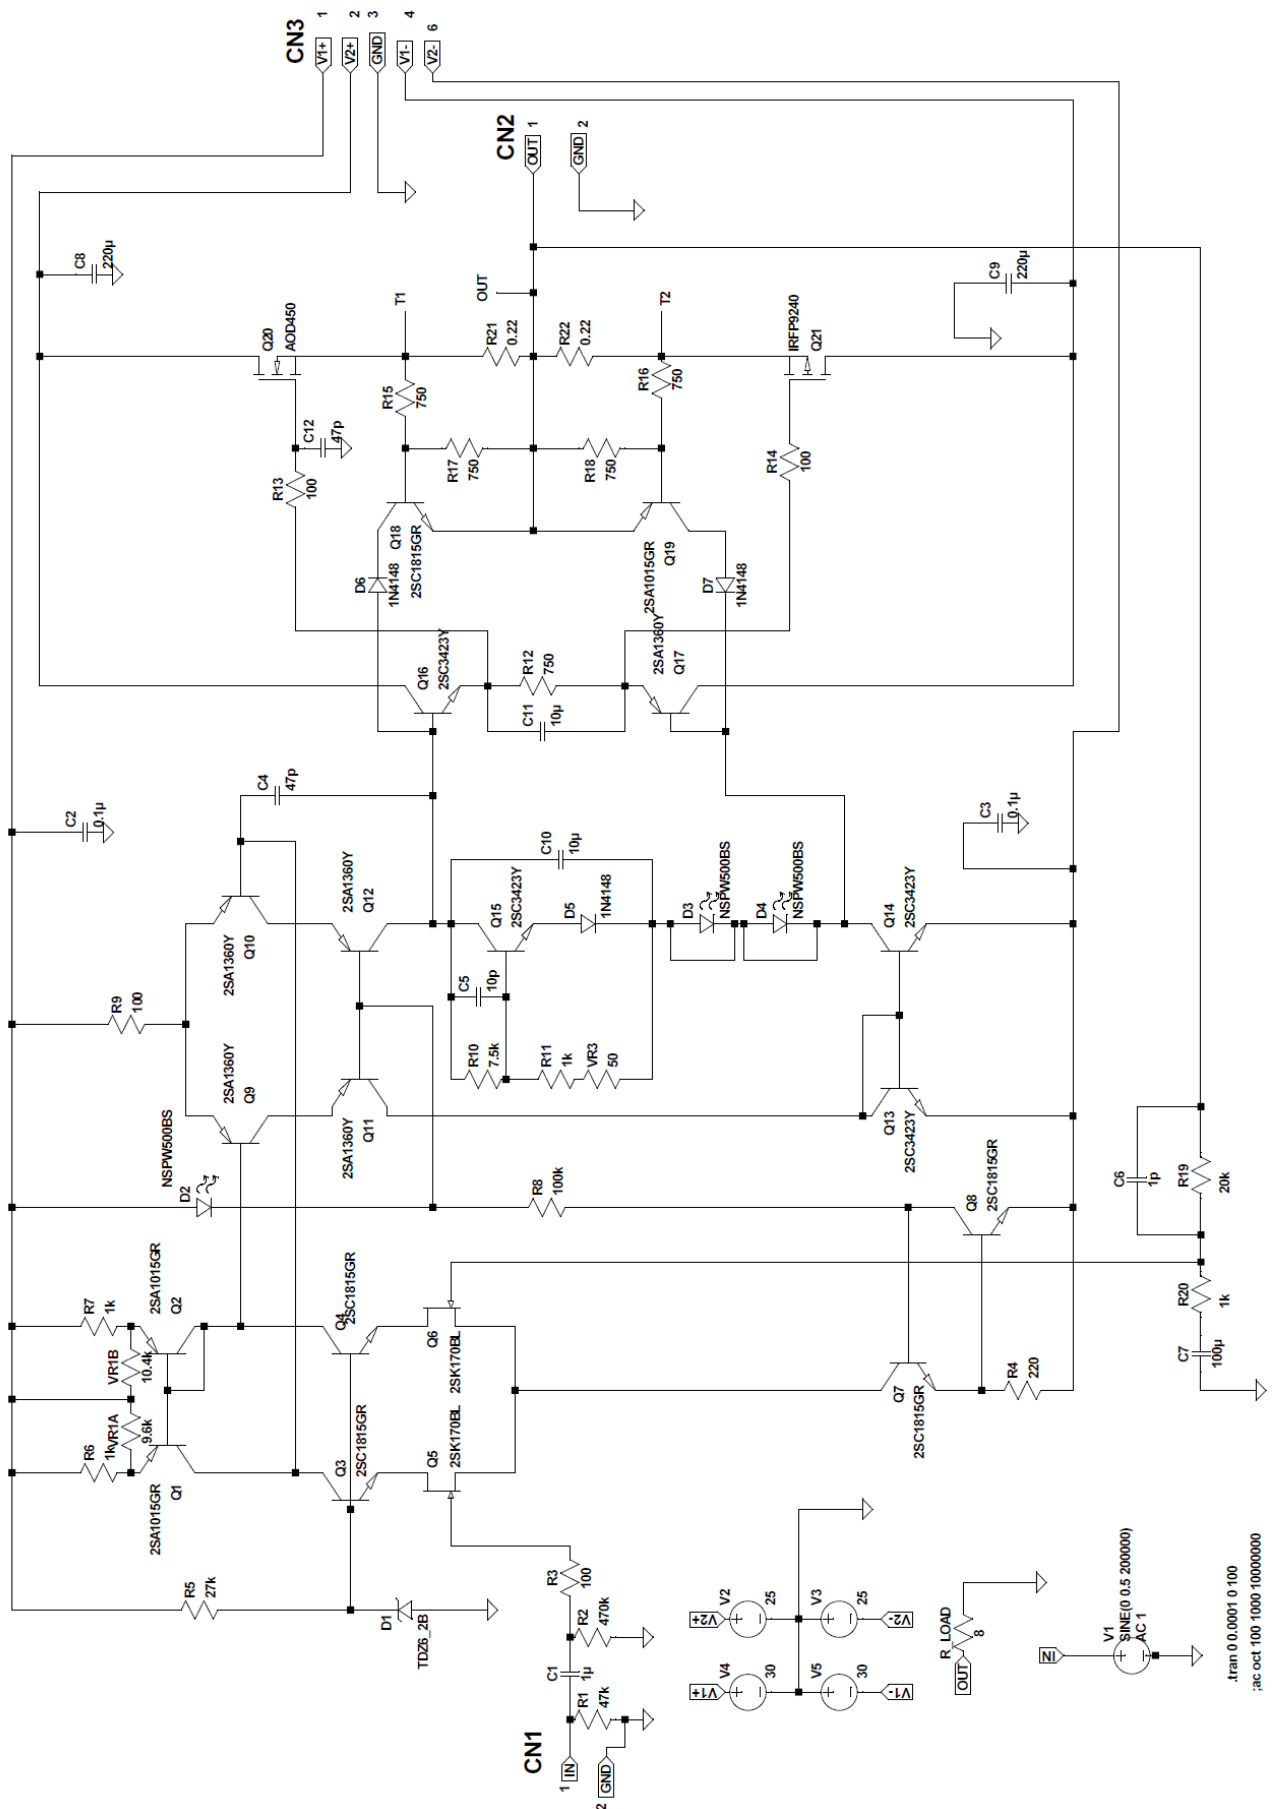 CN3
V1+ 1
V2+ 2
GND 3
V1- 4
V2- 6
CN2
OUT 1
GND 2
C8
220µ
Q20
AOD450
T1
OUT
R21
0.22
R22
0.22
T2
IRFP9240
Q21
C9
220µ
C12
47p
R13
100
R15
750
R17
750
R18
750
R16
750
R14
100
Q18
2SC1815GR
D6
1N4148
2SA1015GR
Q19
D7
1N4148
Q16
2SC3423Y
R12
750
C11
10µ
2SA1360Y
Q17
C2
0.1µ
C4
47p
C3
0.1µ
2SA1360Y
Q10
2SA1360Y
Q12
C10
10µ
Q15
2SC3423Y
D5
1N4148
D3
NSPW500BS
D4
NSPW500BS
Q14
2SC3423Y
C5
10p
R9
100
R10
7.5k
R11
1k
VR3
50
2SA1360Y
Q9
2SA1360Y
Q11
Q13
2SC3423Y
NSPW500BS
D2
R8
100k
Q8
2SC1815GR
C6
1p
R19
20k
R20
1k
C7
100µ
R7
1k
2SA1015GR
Q2
VR1B
10.4k
VR1A
9.6k
R6
1k
2SA1015GR
Q1
Q4
2SC1815GR
Q3
2SC1815GR
Q6
2SK170BL
Q5
2SK170BL
Q7
2SC1815GR
R4
220
R5
27k
D1
TDZ6_2B
R3
100
R2
470k
C1
1µ
R1
47k
CN1
1 IN
2 GND
V2+
V2
25
V3
25
V2-
V1+
V4
30
V5
30
V1-
R_LOAD
8
OUT
IN
V1
SINE(0 0.5 200000)
AC 1
.tran 0 0.0001 0 100
;ac oct 100 1000 1000000